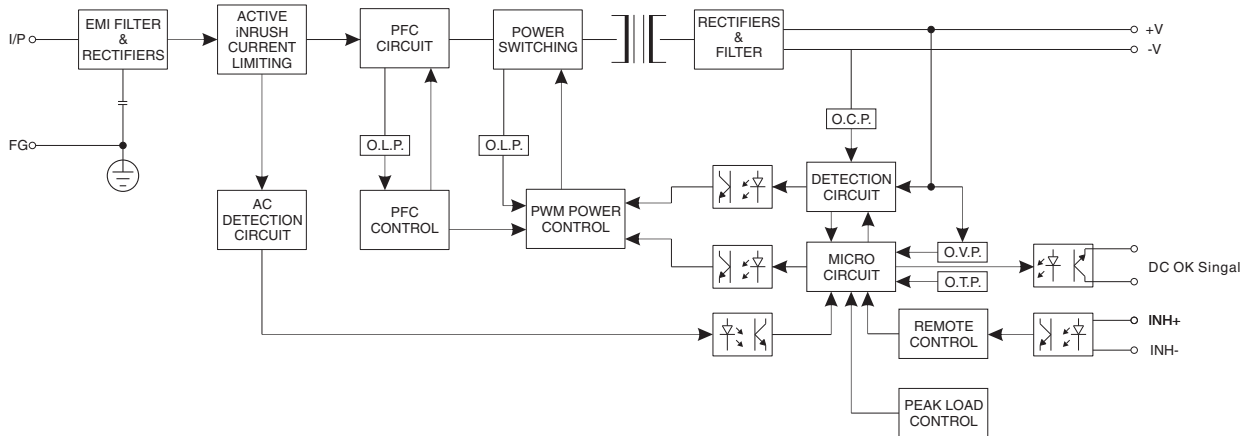 I/P
EMI FILTER
&
RECTIFIERS
ACTIVE
iNRUSH
CURRENT
LIMITING
PFC
CIRCUIT
POWER
SWITCHING
RECTIFIERS
&
FILTER
+V
-V
FG
O.L.P.
O.L.P.
O.C.P.
AC
DETECTION
CIRCUIT
PFC
CONTROL
PWM POWER
CONTROL
DETECTION
CIRCUIT
MICRO
CIRCUIT
O.V.P.
O.T.P.
DC OK Singal
REMOTE
CONTROL
INH+
INH-
PEAK LOAD
CONTROL